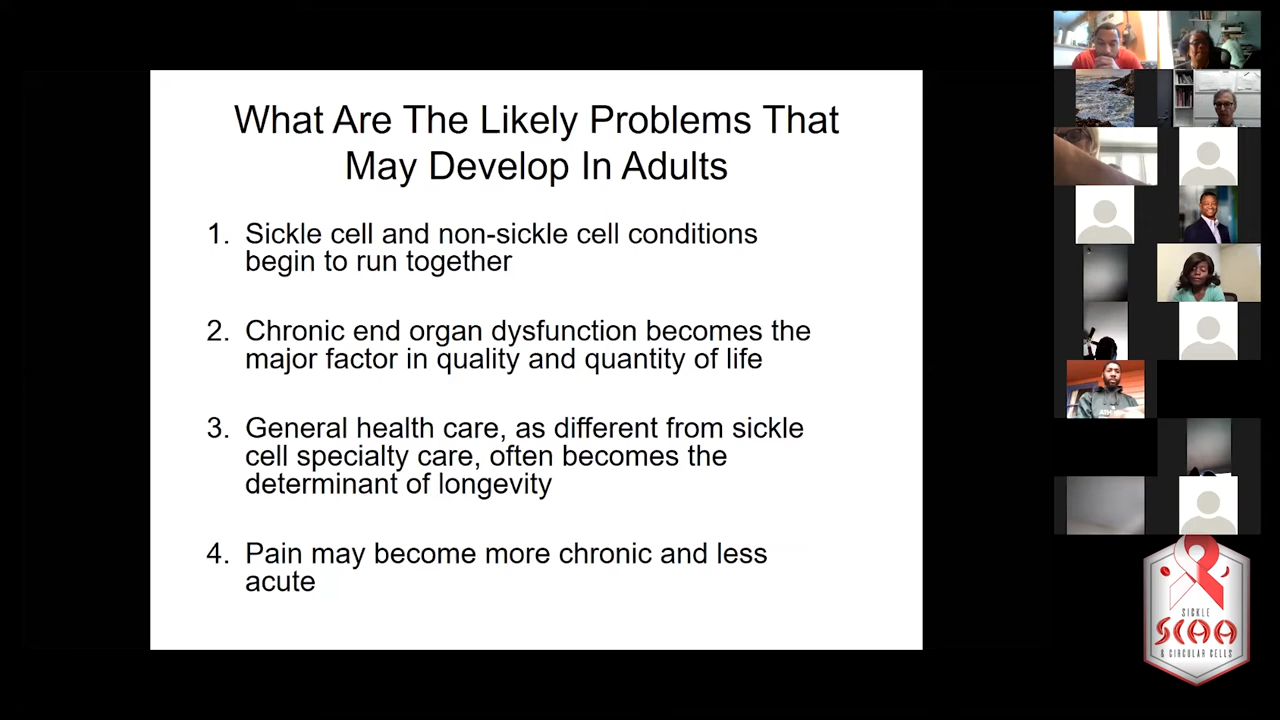 What Are The Likely Problems That
May Develop In Adults
1. Sickle cell and non-sickle cell conditions
begin to run together
2. Chronic end organ dysfunction becomes the
major factor in quality and quantity of life
3. General health care, as different from sickle
cell specialty care, often becomes the
determinant of longevity
4. Pain may become more chronic and less
acute
SICKLE
SCAA
& CIRCULAR CELLS